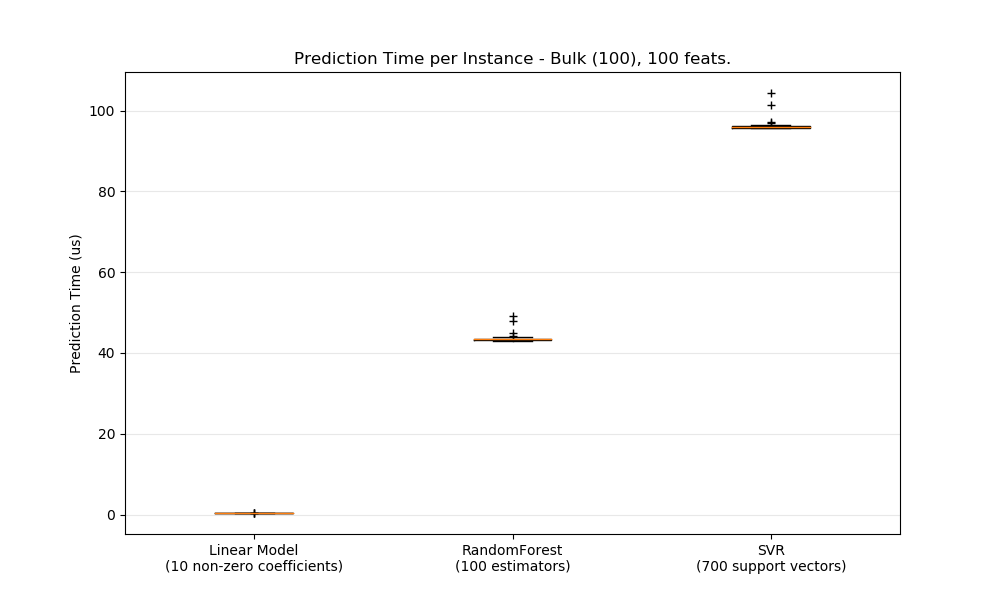 Prediction Time per Instance - Bulk (100), 100 feats.
Prediction Time (us)
100
80
60
40
20
0
Linear Model
(10 non-zero coefficients)
RandomForest
(100 estimators)
SVR
(700 support vectors)